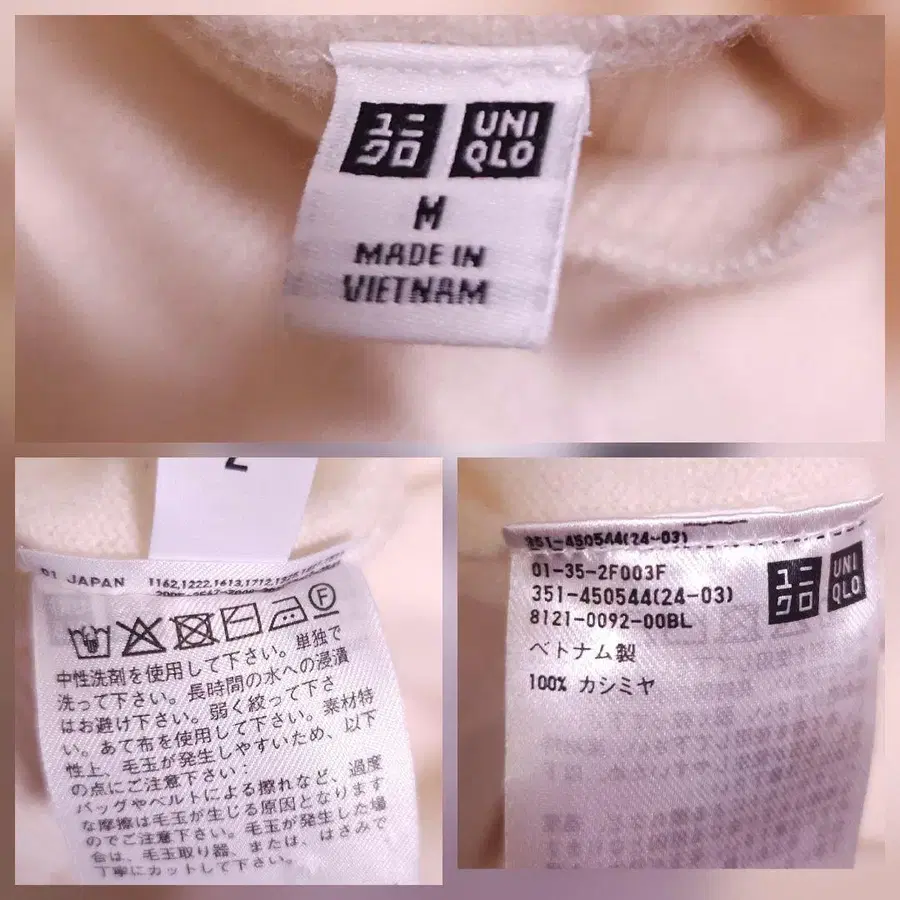 ユニ UNI
クロ QLO
M
MADE IN
VIETNAM
01 JAPAN
中性洗剤を使用して下さい。単独で
洗って下さい。長時間の水への浸漬
はお避け下さい。弱く絞って下さ
い。あて布を使用して下さい。素材特
性上、毛玉が発生しやすいため、以下
の点にご注意下さい：
バッグやベルトによる擦れなど、過度
な摩擦は毛玉が生じる原因となります
のでご注意下さい。毛玉が発生した場
合は、毛玉取り器、または、はさみで
丁寧にカットして下さい。
351-450544(24-03)
01-35-2F003F
351-450544(24-03)
8121-0092-00BL
ユニ UNI
クロ QLO
ベトナム製
100% カシミヤ